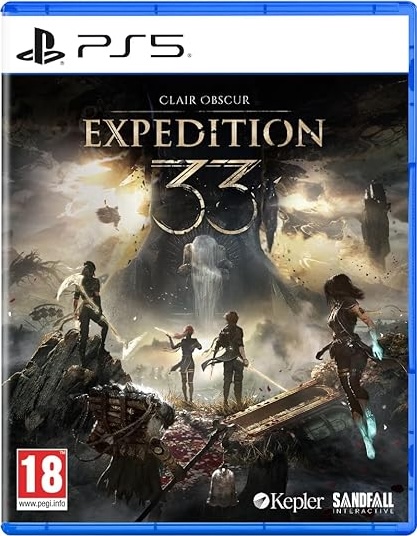 PS5
CLAIR OBSCUR
EXPEDITION
33
18
www.pegi.info
Kepler
SANDFALL
INTERACTIVE